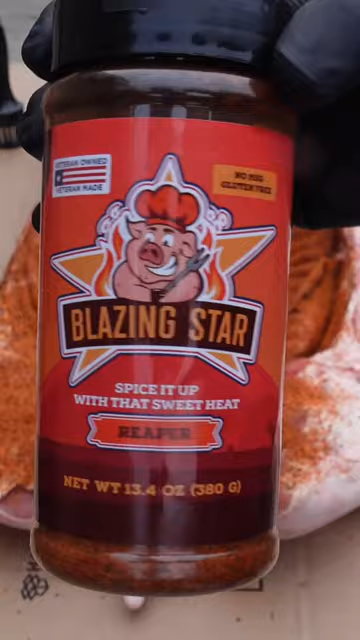 VETERAN OWNED
VETERAN MADE
NO MSG
GLUTEN FREE
BLAZING STAR
SPICE IT UP
WITH THAT SWEET HEAT
REAPER
NET WT 13.4 OZ (380 G)